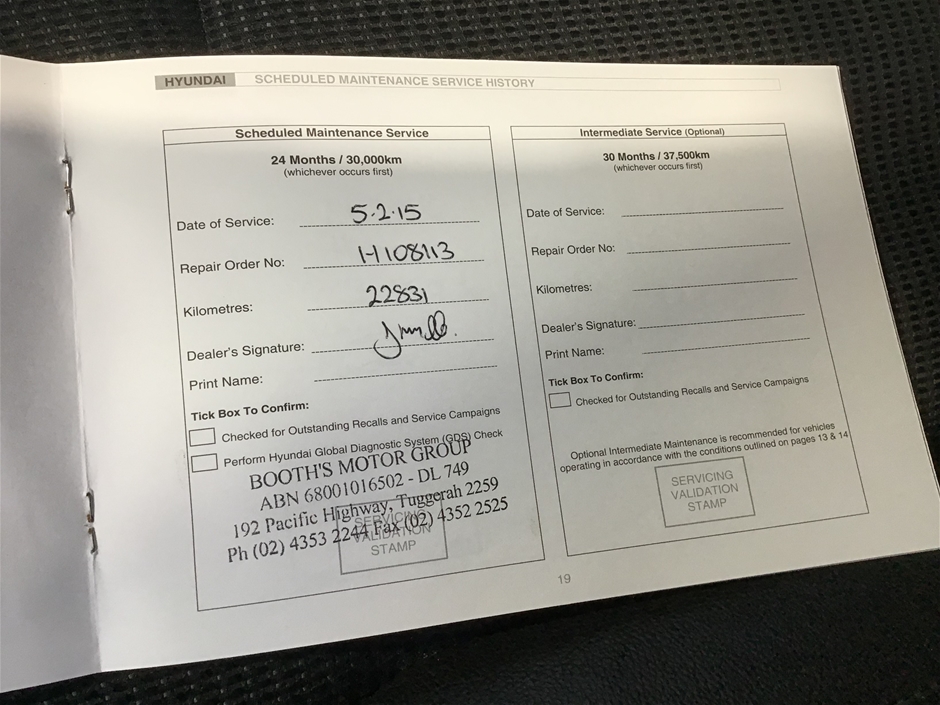 HYUNDAI SCHEDULED MAINTENANCE SERVICE HISTORY
Scheduled Maintenance Service
24 Months / 30,000km
(whichever occurs first)
Date of Service: 5.2.15
Repair Order No: H108113
Kilometres: 22831
Dealer's Signature:
Print Name:
Tick Box To Confirm:
Checked for Outstanding Recalls and Service Campaigns
Perform Hyundai Global Diagnostic System (GDS) Check
BOOTH'S MOTOR GROUP
ABN 68001016502 - DL 749
192 Pacific Highway, Tuggerah 2259
Ph (02) 4353 2244 Fax (02) 4352 2525
SERVICING
VALIDATION
STAMP
Intermediate Service (Optional)
30 Months / 37,500km
(whichever occurs first)
Date of Service:
Repair Order No:
Kilometres:
Dealer's Signature:
Print Name:
Tick Box To Confirm:
Checked for Outstanding Recalls and Service Campaigns
Optional Intermediate Maintenance is recommended for vehicles
operating in accordance with the conditions outlined on pages 13 & 14
SERVICING
VALIDATION
STAMP
19